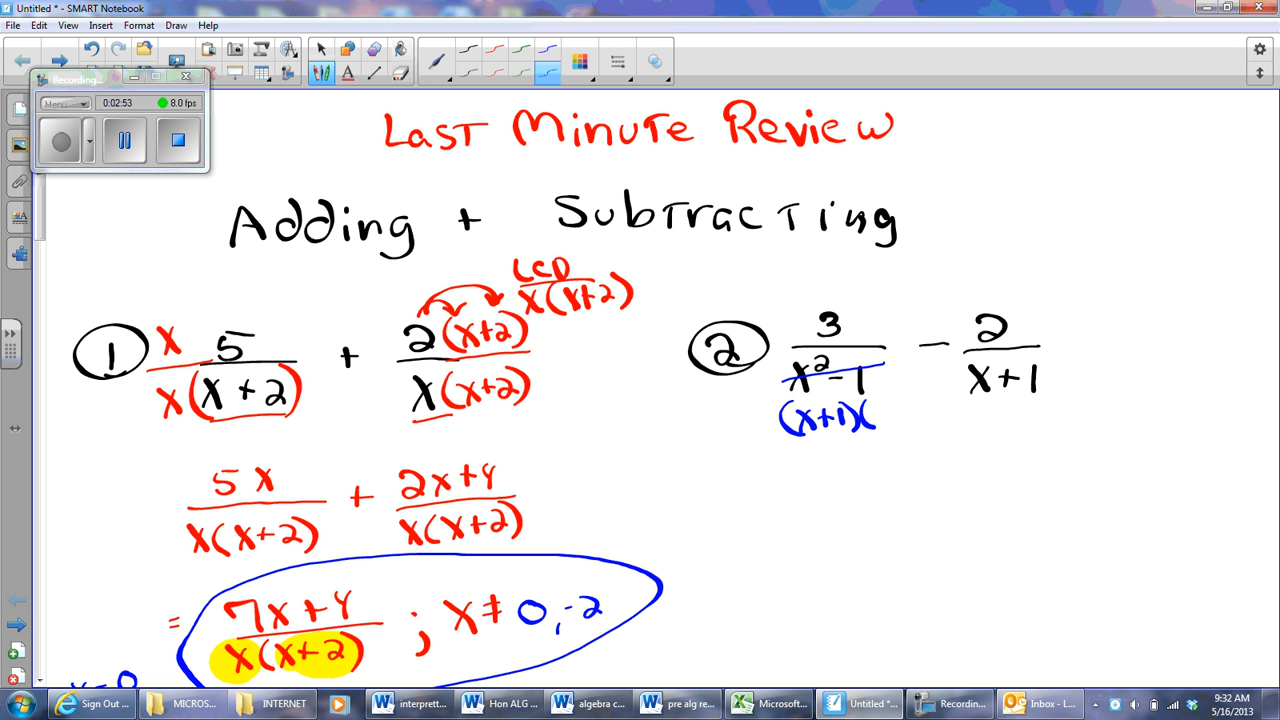 Untitled * - SMART Notebook
File Edit View Insert Format Draw Help
Recording...
Menu 0:02:53 8.0 fps
Last Minute Review
Adding + Subtracting
LCD
x(x+2)
① x 5 / x(x+2) + 2(x+2) / x(x+2)
② 3 / x²-1 - 2 / x+1
(x+1)(
5x / x(x+2) + 2x+4 / x(x+2)
= 7x+4 / x(x+2) ; x ≠ 0,-2
Sign Out ... MICROS... INTERNET interprett... Hon ALG ... algebra c... pre alg re... Microsoft... Untitled *... Recording... Inbox - L... 9:32 AM
5/16/2013